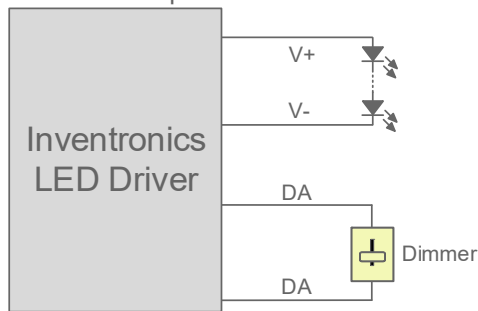 V+
V-
Inventronics
LED Driver
DA
Dimmer
DA